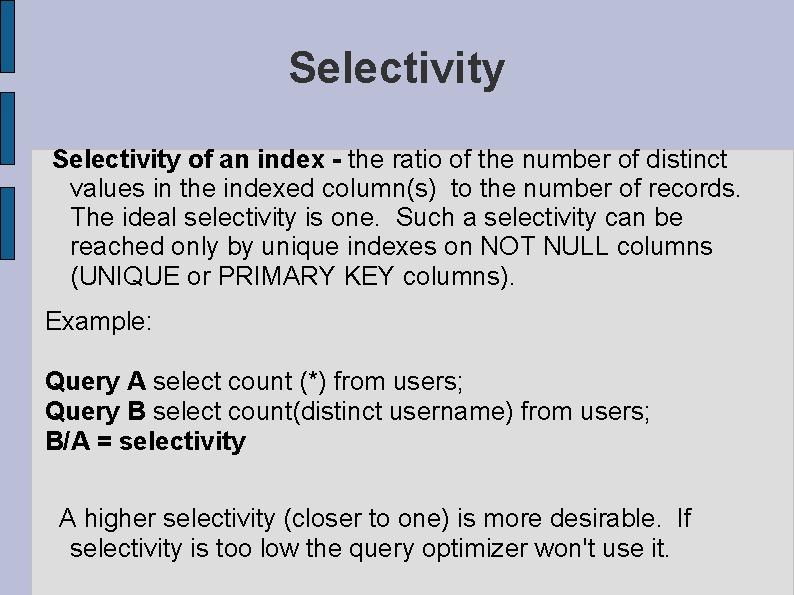 Selectivity
Selectivity of an index - the ratio of the number of distinct
values in the indexed column(s)  to the number of records.
The ideal selectivity is one.  Such a selectivity can be
reached only by unique indexes on NOT NULL columns
(UNIQUE or PRIMARY KEY columns).
Example:
Query A select count (*) from users;
Query B select count(distinct username) from users;
B/A = selectivity
A higher selectivity (closer to one) is more desirable.  If
selectivity is too low the query optimizer won't use it.